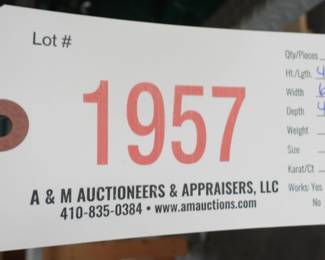 Lot #
1957
A & M AUCTIONEERS & APPRAISERS, LLC
410-835-0384 • www.amauctions.com
Qty/Pieces
Ht./Lgth.
Width
Depth
Weight
Size
Karat/Ct
Works: Yes
No